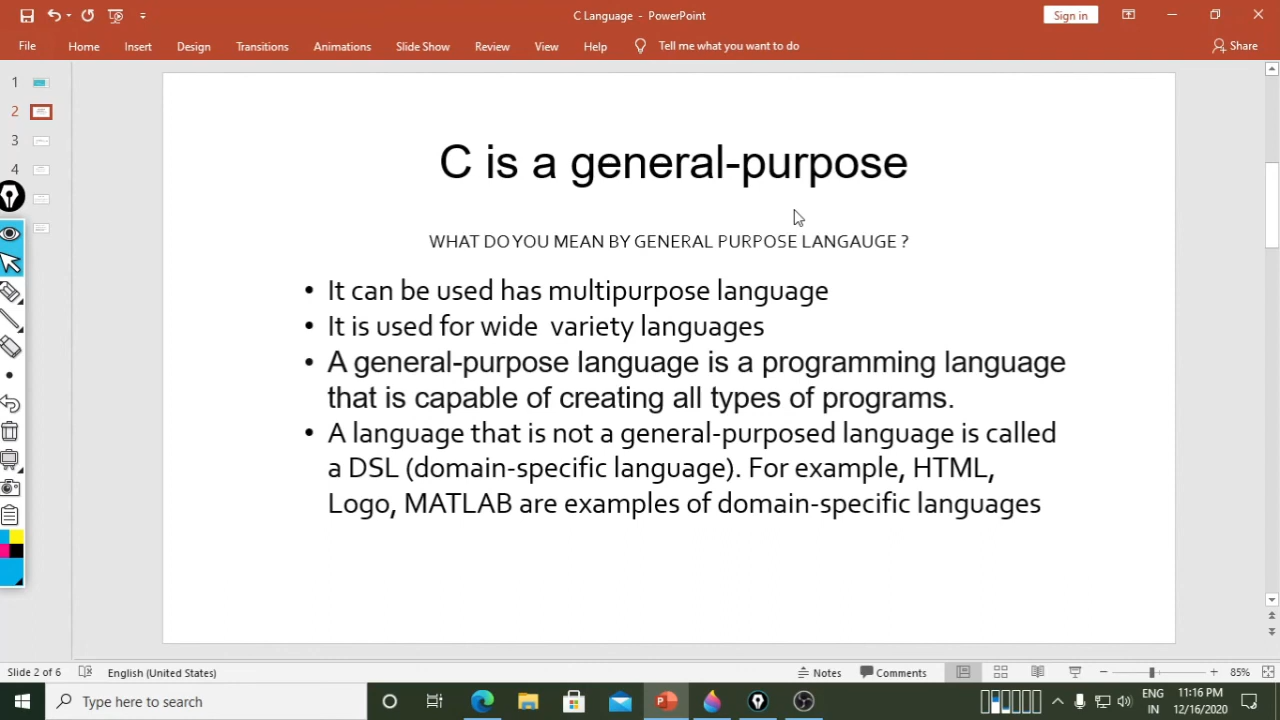 C Language - PowerPoint
Sign in
File Home Insert Design Transitions Animations Slide Show Review View Help Tell me what you want to do Share
1
2
3
4
C is a general-purpose
WHAT DO YOU MEAN BY GENERAL PURPOSE LANGAUGE ?
• It can be used has multipurpose language
• It is used for wide variety languages
• A general-purpose language is a programming language
that is capable of creating all types of programs.
• A language that is not a general-purposed language is called
a DSL (domain-specific language). For example, HTML,
Logo, MATLAB are examples of domain-specific languages
Slide 2 of 6 English (United States) Notes Comments 85%
Type here to search
ENG
IN
11:16 PM
12/16/2020